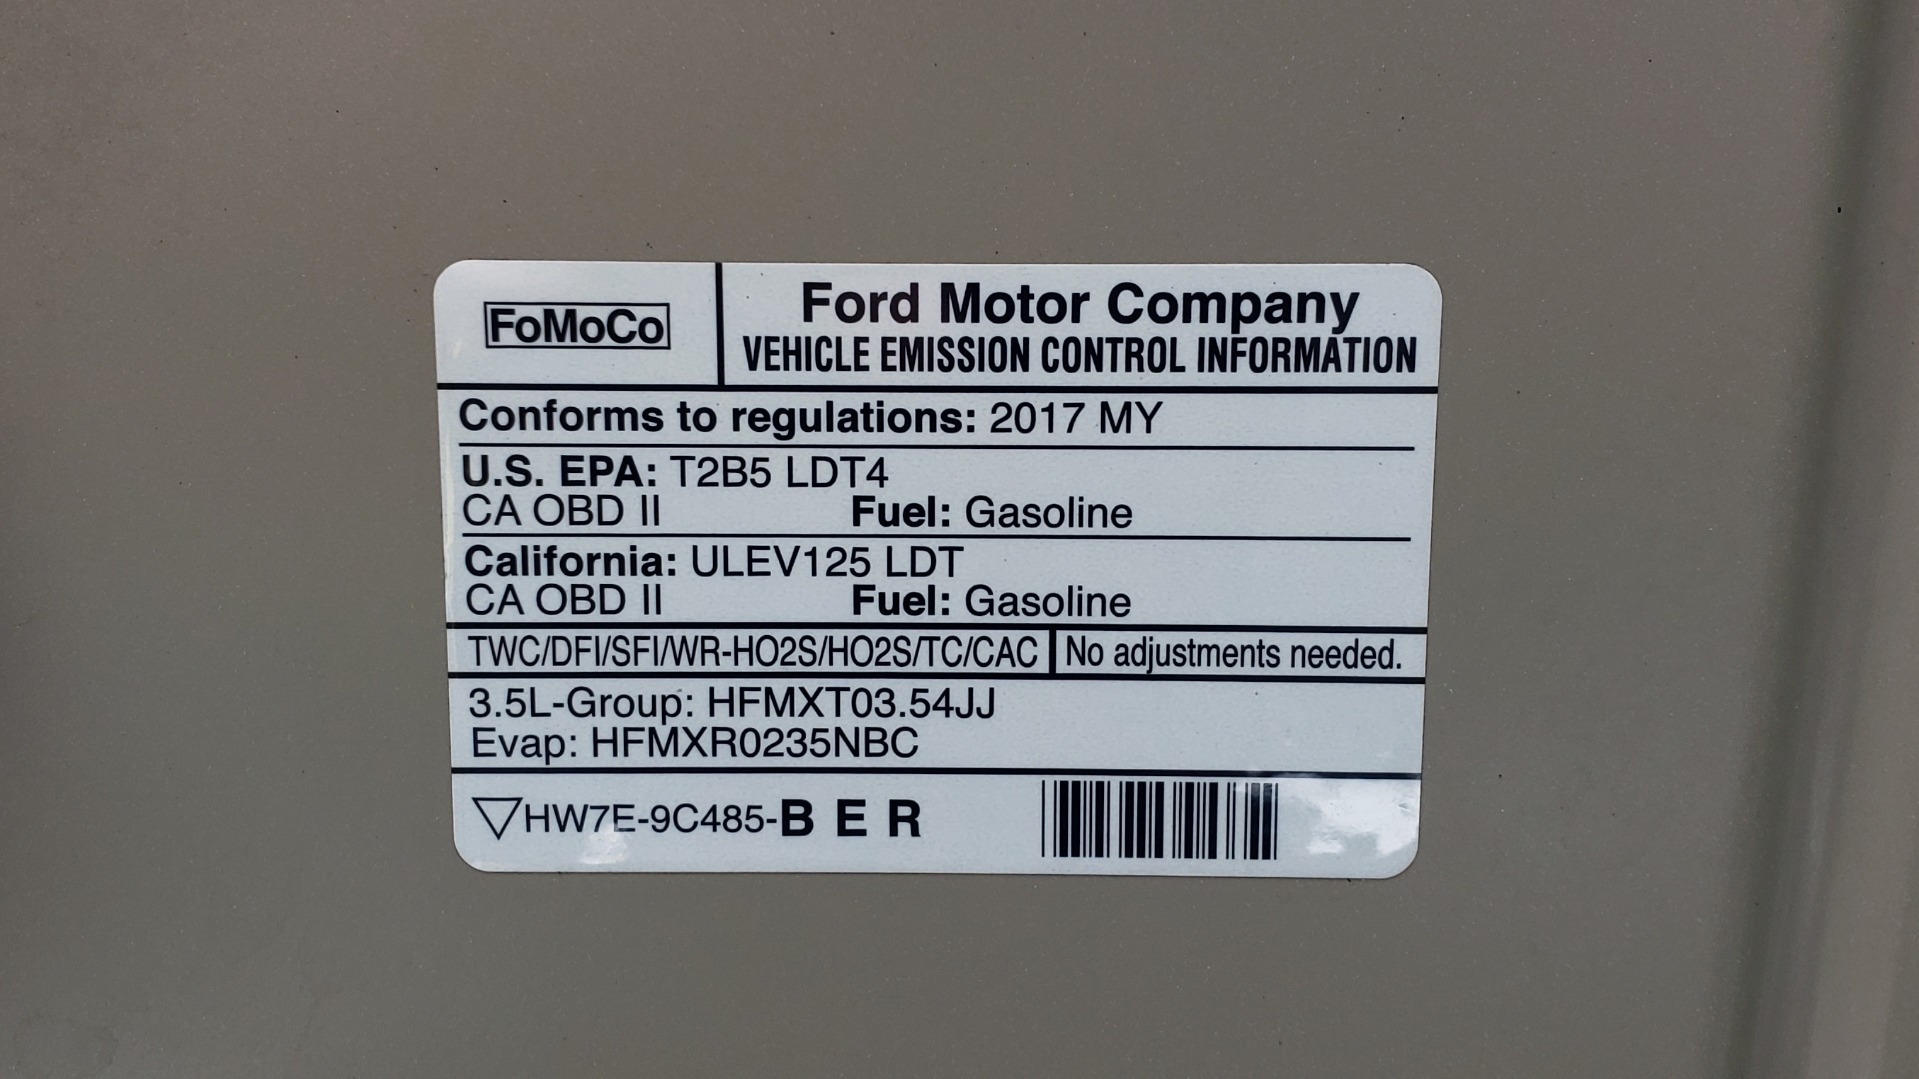 FoMoCo
Ford Motor Company
VEHICLE EMISSION CONTROL INFORMATION
Conforms to regulations: 2017 MY
U.S. EPA: T2B5 LDT4
CA OBD II Fuel: Gasoline
California: ULEV125 LDT
CA OBD II Fuel: Gasoline
TWC/DFI/SFI/WR-HO2S/HO2S/TC/CAC No adjustments needed.
3.5L-Group: HFMXT03.54JJ
Evap: HFMXR0235NBC
HW7E-9C485-B E R